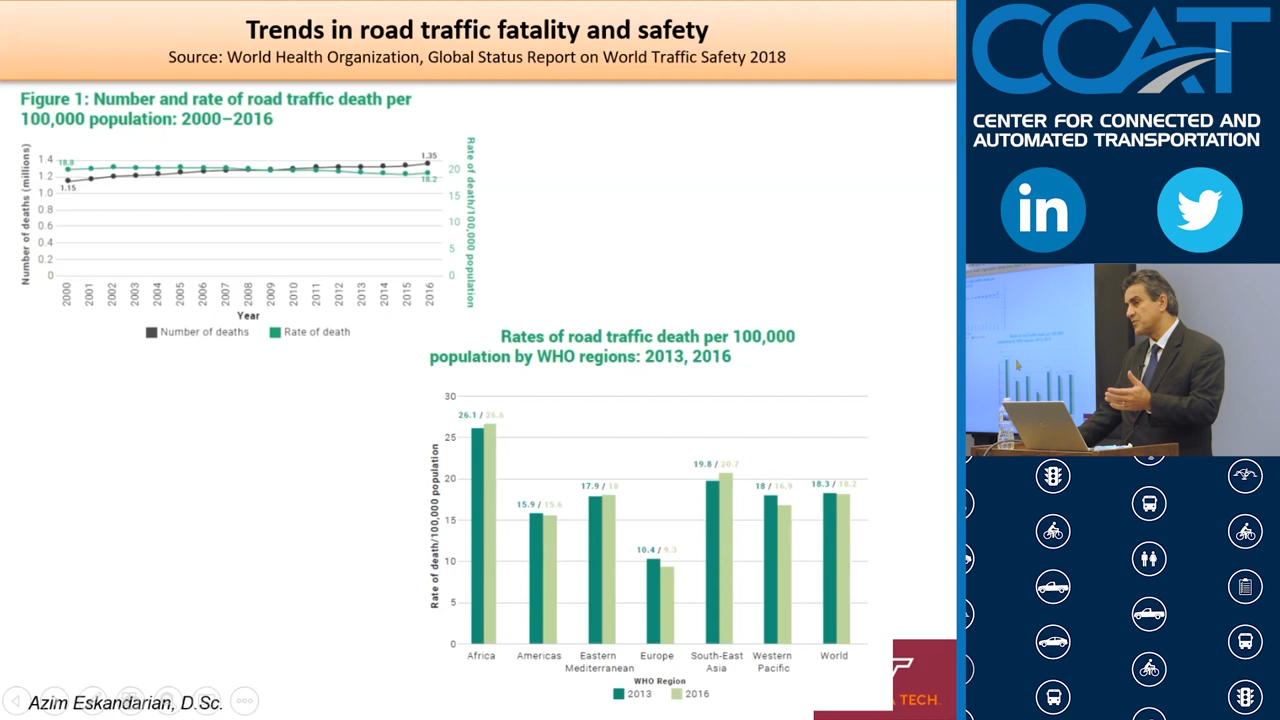 Trends in road traffic fatality and safety
Source: World Health Organization, Global Status Report on World Traffic Safety 2018
Figure 1: Number and rate of road traffic death per
100,000 population: 2000–2016
Number of deaths (millions)
1.4
1.2
1.0
0.8
0.6
0.4
0.2
0
18.8
1.15
1.35
18.2
20
15
10
5
0
Rate of death/100,000 population
2000 2001 2002 2003 2004 2005 2006 2007 2008 2009 2010 2011 2012 2013 2014 2015 2016
Year
Number of deaths Rate of death
Rates of road traffic death per 100,000
population by WHO regions: 2013, 2016
Rate of death/100,000 population
30
25
20
15
10
5
0
26.1 / 26.6
15.9 / 15.6
17.9 / 18
10.4 / 9.3
19.8 / 20.7
18 / 16.9
18.3 / 18.2
Africa Americas Eastern Mediterranean Europe South-East Asia Western Pacific World
WHO Region
2013 2016
Azim Eskandarian, D.Sc.
A TECH.
CCAT
CENTER FOR CONNECTED AND
AUTOMATED TRANSPORTATION
in